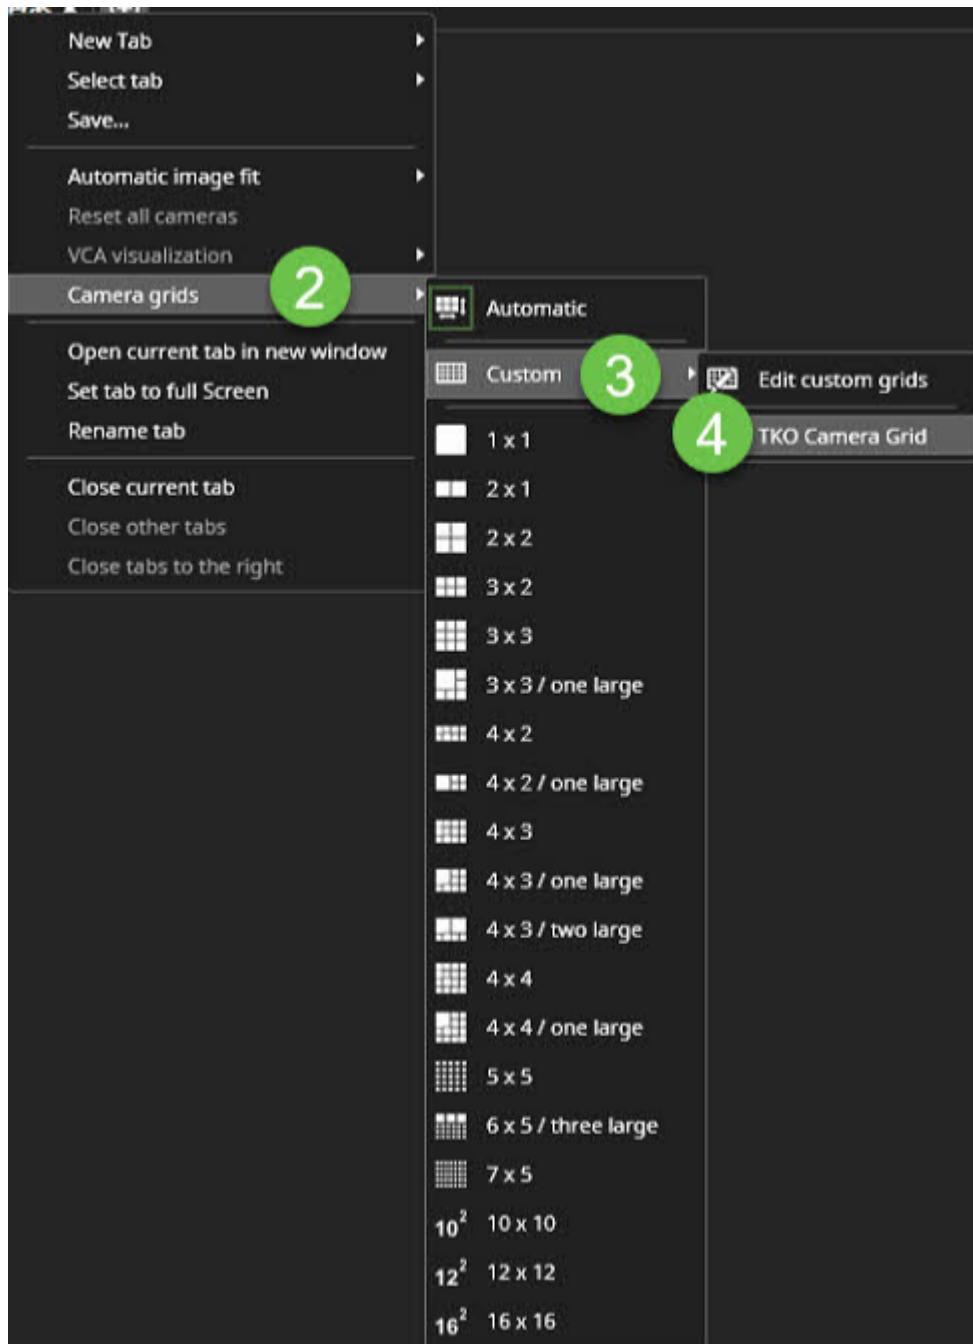 New Tab
Select tab
Save...
Automatic image fit
Reset all cameras
VCA visualization
Camera grids
2
Open current tab in new window
Set tab to full Screen
Rename tab
Close current tab
Close other tabs
Close tabs to the right
Automatic
Custom
3
1 x 1
2 x 1
2 x 2
3 x 2
3 x 3
3 x 3 / one large
4 x 2
4 x 2 / one large
4 x 3
4 x 3 / one large
4 x 3 / two large
4 x 4
4 x 4 / one large
5 x 5
6 x 5 / three large
7 x 5
10² 10 x 10
12² 12 x 12
16² 16 x 16
Edit custom grids
4 TKO Camera Grid